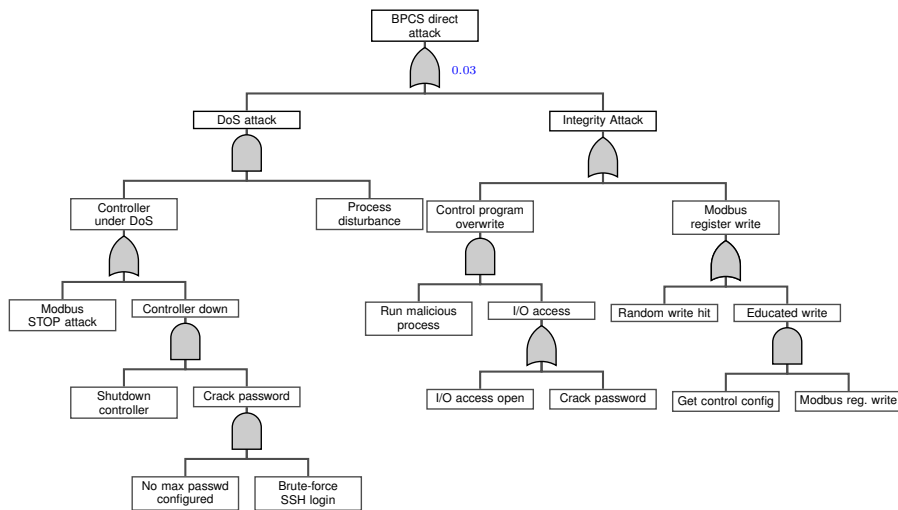 BPCS direct
attack
0.03
DoS attack
Integrity Attack
Controller
under DoS
Process
disturbance
Control program
overwrite
Modbus
register write
Modbus
STOP attack
Controller down
Run malicious
process
I/O access
Random write hit
Educated write
Shutdown
controller
Crack password
I/O access open
Crack password
Get control config
Modbus reg. write
No max passwd
configured
Brute-force
SSH login